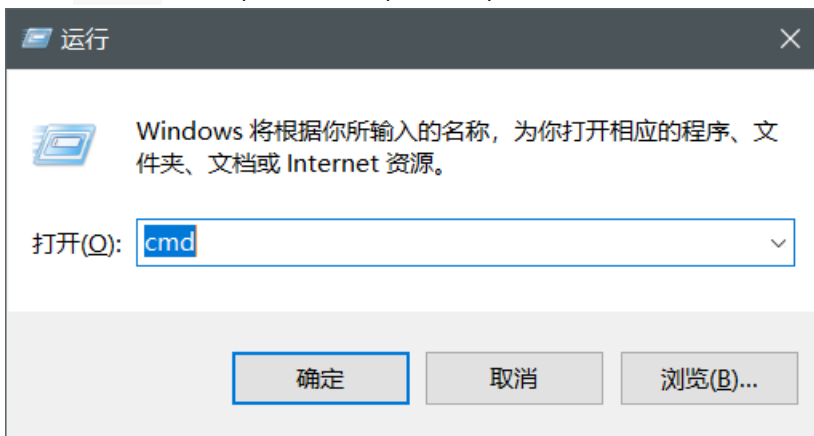 运行
Windows 将根据你所输入的名称，为你打开相应的程序、文
件夹、文档或 Internet 资源。
打开(O): cmd
确定 取消 浏览(B)...